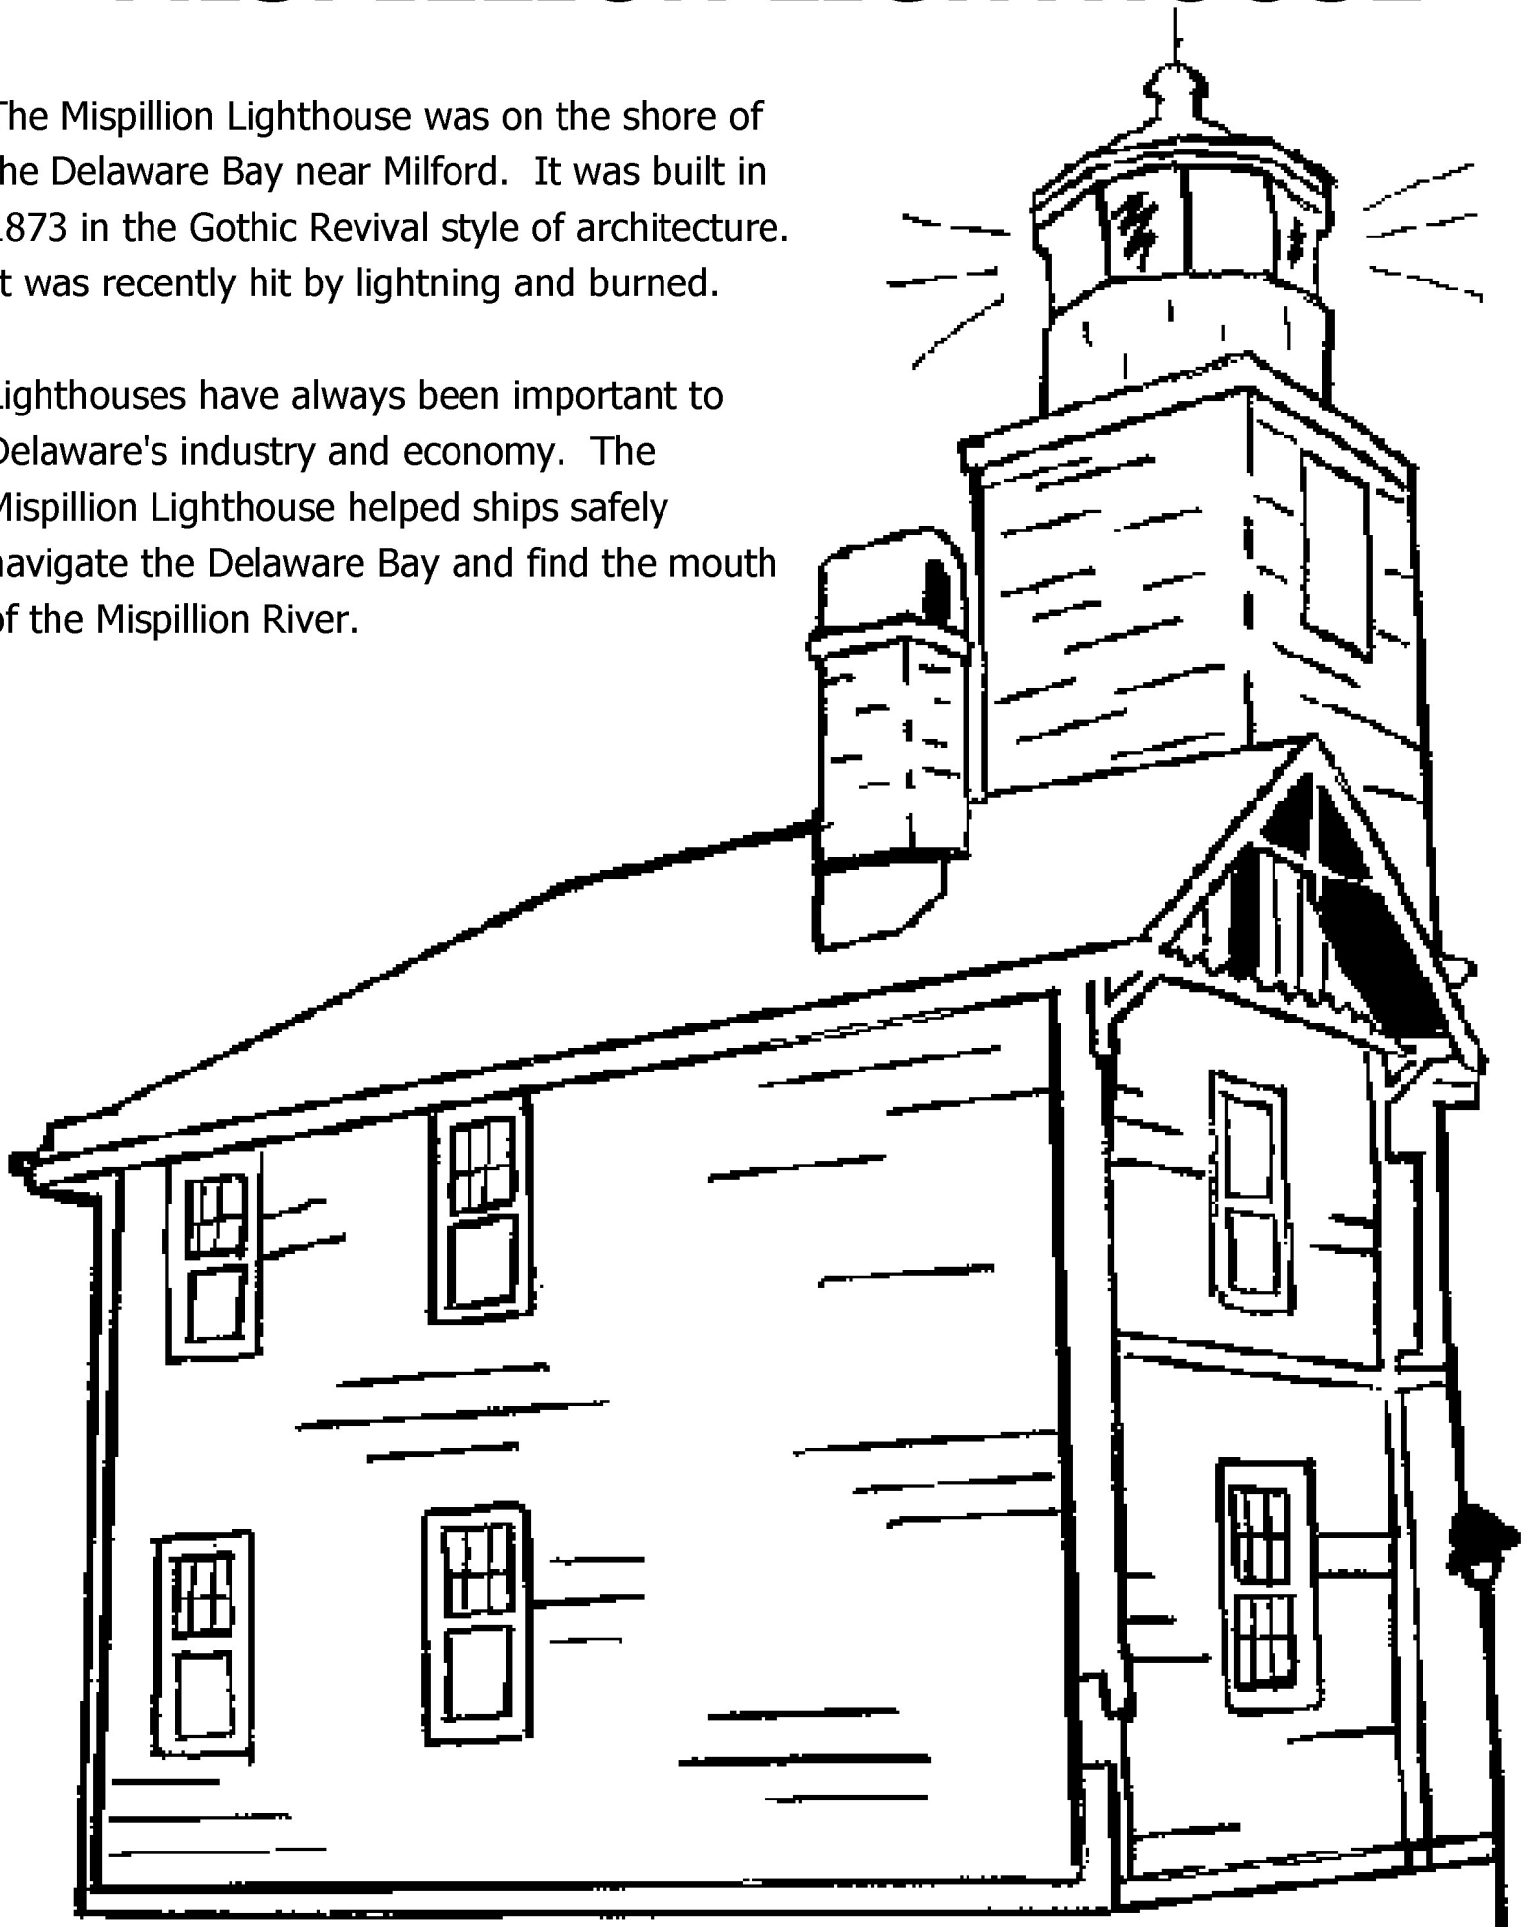 The Mispillion Lighthouse was on the shore of
the Delaware Bay near Milford.  It was built in
1873 in the Gothic Revival style of architecture.
It was recently hit by lightning and burned.
Lighthouses have always been important to
Delaware's industry and economy.  The
Mispillion Lighthouse helped ships safely
navigate the Delaware Bay and find the mouth
of the Mispillion River.